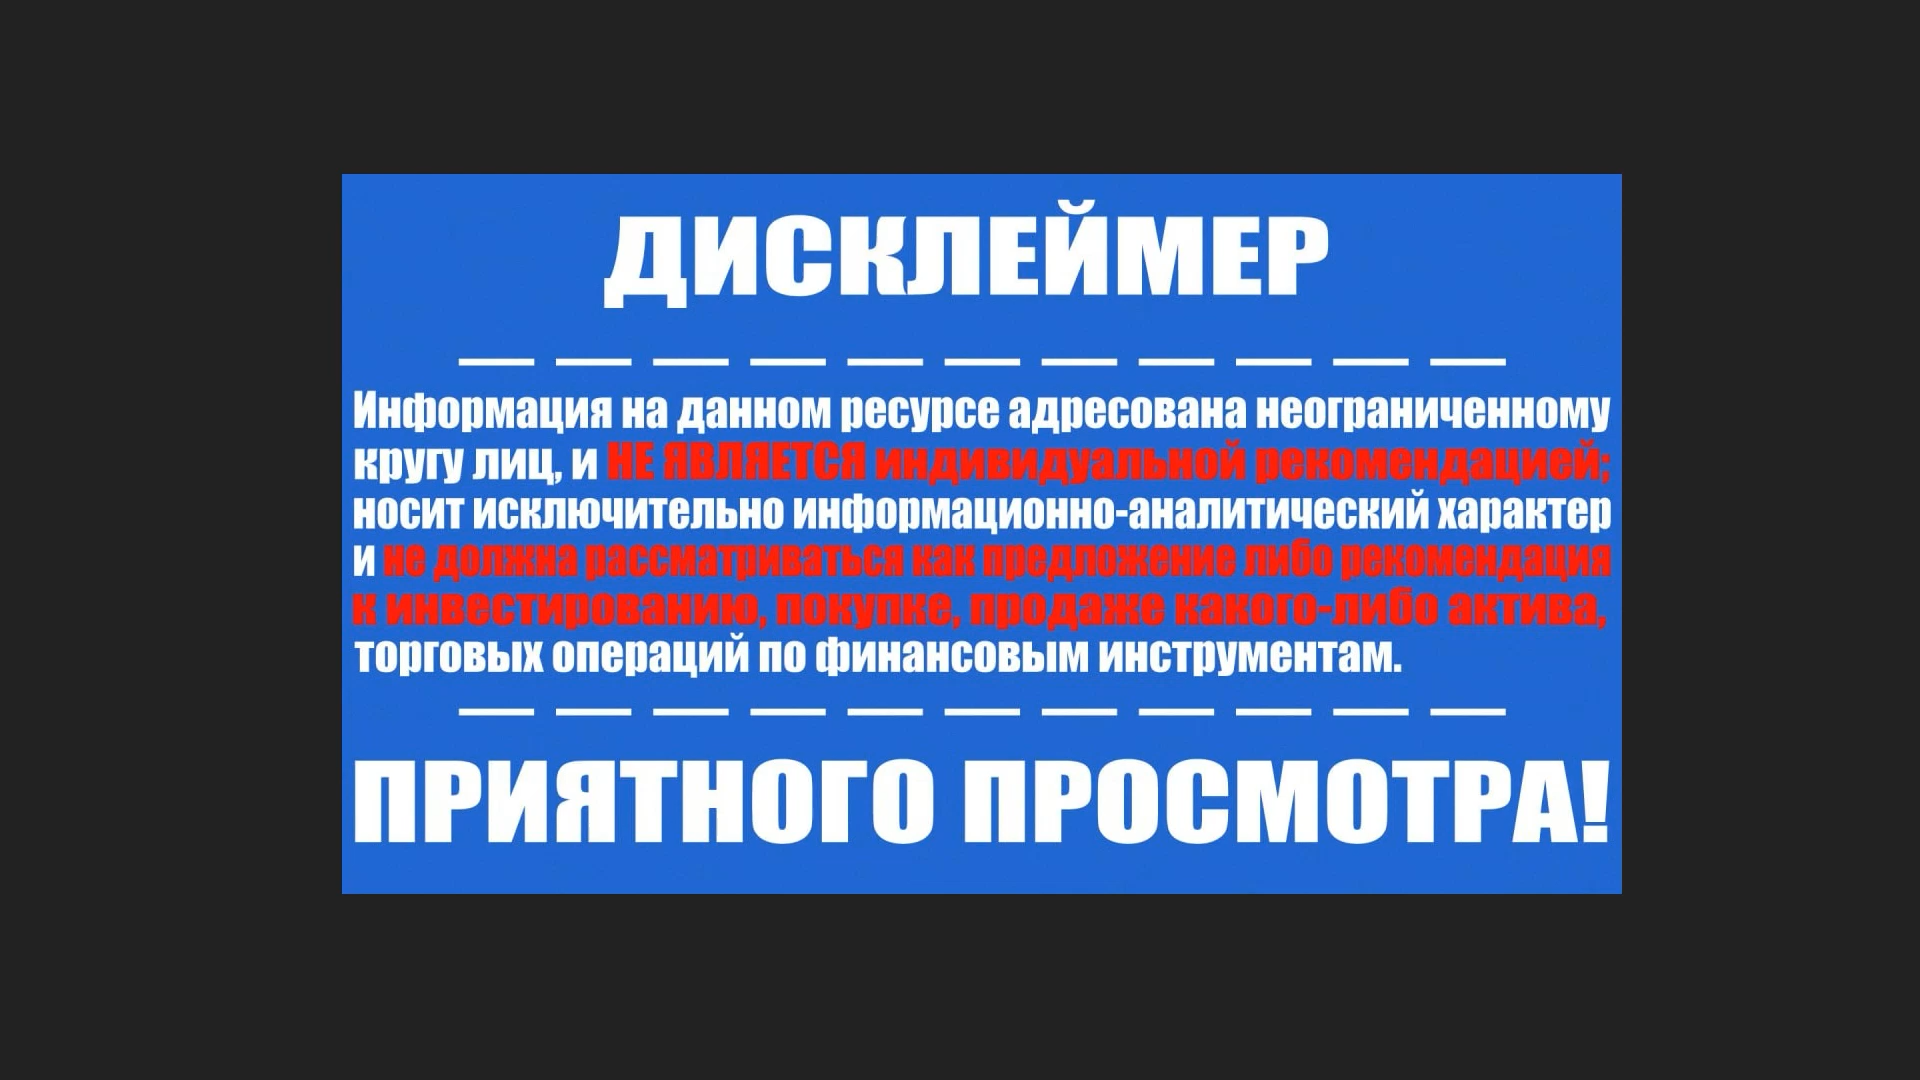 ДИСКЛЕЙМЕР
— — — — — — — — — — —
Информация на данном ресурсе адресована неограниченному
кругу лиц, и НЕ ЯВЛЯЕТСЯ индивидуальной рекомендацией;
носит исключительно информационно-аналитический характер
и не должна рассматриваться как предложение либо рекомендация
к инвестированию, покупке, продаже какого-либо актива,
торговых операций по финансовым инструментам.
— — — — — — — — — — —
ПРИЯТНОГО ПРОСМОТРА!